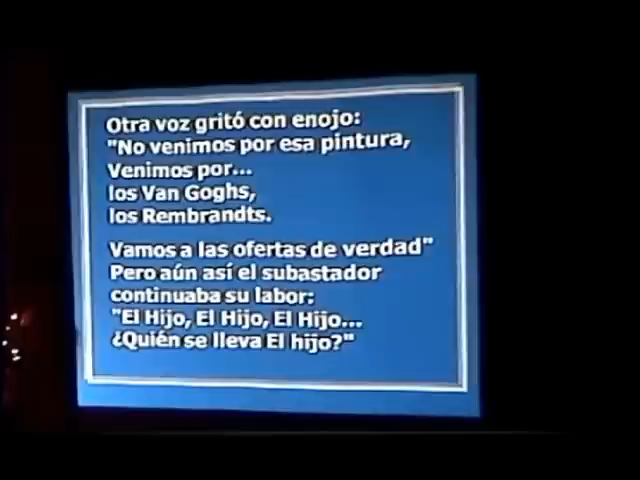 Otra voz gritó con enojo:
"No venimos por esa pintura,
Venimos por...
los Van Goghs,
los Rembrandts.
Vamos a las ofertas de verdad"
Pero aún así el subastador
continuaba su labor:
"El Hijo, El Hijo, El Hijo...
¿Quién se lleva El hijo?"